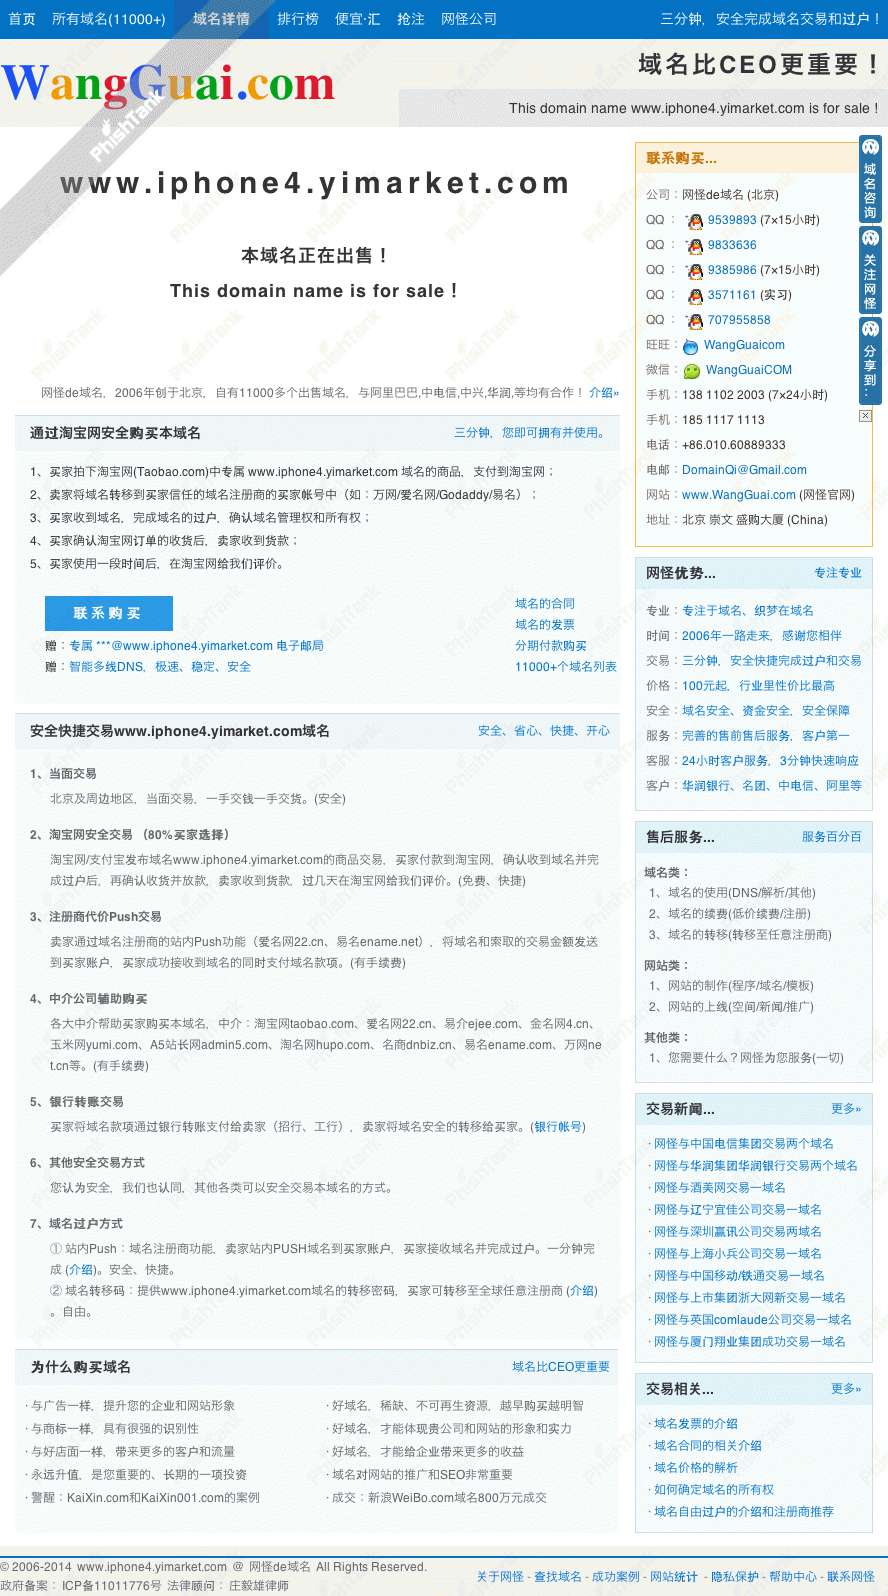 首页 所有域名(11000+) 域名详情 排行榜 便宜·汇 抢注 网怪公司 三分钟，安全完成域名交易和过户！
WangGuai.com
域名比CEO更重要！
This domain name www.iphone4.yimarket.com is for sale !
PhishTank
www.iphone4.yimarket.com
本域名正在出售！
This domain name is for sale !
网怪de域名，2006年创于北京，自有11000多个出售域名，与阿里巴巴,中电信,中兴,华润,等均有合作！ 介绍»
通过淘宝网安全购买本域名 三分钟，您即可拥有并使用。
1、买家拍下淘宝网(Taobao.com)中专属 www.iphone4.yimarket.com 域名的商品，支付到淘宝网；
2、卖家将域名转移到买家信任的域名注册商的买家帐号中（如：万网/爱名网/Godaddy/易名）；
3、买家收到域名，完成域名的过户，确认域名管理权和所有权；
4、买家确认淘宝网订单的收货后，卖家收到货款；
5、买家使用一段时间后，在淘宝网给我们评价。
联系购买
赠：专属 ***@www.iphone4.yimarket.com 电子邮局
赠：智能多线DNS，极速、稳定、安全
域名的合同
域名的发票
分期付款购买
11000+个域名列表
安全快捷交易www.iphone4.yimarket.com域名 安全、省心、快捷、开心
1、当面交易
北京及周边地区，当面交易，一手交钱一手交货。(安全)
2、淘宝网安全交易 （80%买家选择）
淘宝网/支付宝发布域名www.iphone4.yimarket.com的商品交易，买家付款到淘宝网，确认收到域名并完
成过户后，再确认收货并放款，卖家收到货款，过几天在淘宝网给我们评价。(免费、快捷)
3、注册商代价Push交易
卖家通过域名注册商的站内Push功能（爱名网22.cn、易名ename.net），将域名和索取的交易金额发送
到买家账户，买家成功接收到域名的同时支付域名款项。(有手续费)
4、中介公司辅助购买
各大中介帮助买家购买本域名，中介：淘宝网taobao.com、爱名网22.cn、易介ejee.com、金名网4.cn、
玉米网yumi.com、A5站长网admin5.com、淘名网hupo.com、名商dnbiz.cn、易名ename.com、万网ne
t.cn等。(有手续费)
5、银行转账交易
买家将域名款项通过银行转账支付给卖家（招行、工行），卖家将域名安全的转移给买家。(银行帐号)
6、其他安全交易方式
您认为安全，我们也认同，其他各类可以安全交易本域名的方式。
7、域名过户方式
① 站内Push：域名注册商功能，卖家站内PUSH域名到买家账户，买家接收域名并完成过户。一分钟完
成 (介绍)。安全、快捷。
② 域名转移码：提供www.iphone4.yimarket.com域名的转移密码，买家可转移至全球任意注册商 (介绍)
。自由。
为什么购买域名 域名比CEO更重要
· 与广告一样，提升您的企业和网站形象
· 与商标一样，具有很强的识别性
· 与好店面一样，带来更多的客户和流量
· 永远升值，是您重要的、长期的一项投资
· 警醒：KaiXin.com和KaiXin001.com的案例
· 好域名，稀缺、不可再生资源，越早购买越明智
· 好域名，才能体现贵公司和网站的形象和实力
· 好域名，才能给企业带来更多的收益
· 域名对网站的推广和SEO非常重要
· 成交：新浪WeiBo.com域名800万元成交
联系购买...
公司：网怪de域名 (北京)
QQ ： 9539893 (7×15小时)
QQ ： 9833636
QQ ： 9385986 (7×15小时)
QQ ： 3571161 (实习)
QQ ： 707955858
旺旺： WangGuaicom
微信： WangGuaiCOM
手机：138 1102 2003 (7×24小时)
手机：185 1117 1113
电话：+86.010.60889333
电邮：DomainQi@Gmail.com
网站：www.WangGuai.com (网怪官网)
地址：北京 崇文 盛购大厦 (China)
域名咨询
关注网怪
分享到...
网怪优势... 专注专业
专业：专注于域名、织梦在域名
时间：2006年一路走来，感谢您相伴
交易：三分钟，安全快捷完成过户和交易
价格：100元起，行业里性价比最高
安全：域名安全、资金安全，安全保障
服务：完善的售前售后服务，客户第一
客服：24小时客户服务，3分钟快速响应
客户：华润银行、名团、中电信、阿里等
售后服务... 服务百分百
域名类：
1、域名的使用(DNS/解析/其他)
2、域名的续费(低价续费/注册)
3、域名的转移(转移至任意注册商)
网站类：
1、网站的制作(程序/域名/模板)
2、网站的上线(空间/新闻/推广)
其他类：
1、您需要什么？网怪为您服务(一切)
交易新闻... 更多»
· 网怪与中国电信集团交易两个域名
· 网怪与华润集团华润银行交易两个域名
· 网怪与酒美网交易一域名
· 网怪与辽宁宜佳公司交易一域名
· 网怪与深圳赢讯公司交易两域名
· 网怪与上海小兵公司交易一域名
· 网怪与中国移动/铁通交易一域名
· 网怪与上市集团浙大网新交易一域名
· 网怪与英国comlaude公司交易一域名
· 网怪与厦门翔业集团成功交易一域名
交易相关... 更多»
· 域名发票的介绍
· 域名合同的相关介绍
· 域名价格的解析
· 如何确定域名的所有权
· 域名自由过户的介绍和注册商推荐
© 2006-2014 www.iphone4.yimarket.com @ 网怪de域名 All Rights Reserved.
政府备案： ICP备11011776号 法律顾问： 庄毅雄律师
关于网怪 - 查找域名 - 成功案例 - 网站统计 - 隐私保护 - 帮助中心 - 联系网怪